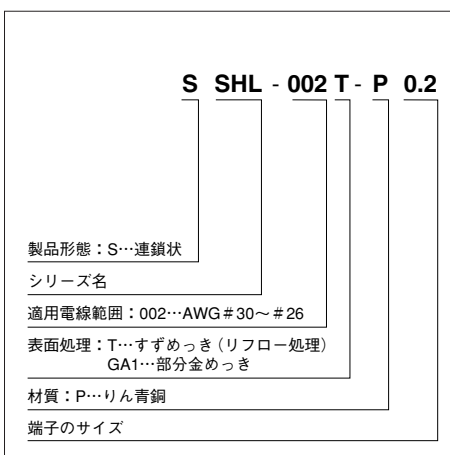 S SHL - 002 T - P 0.2
製品形態：S…連鎖状
シリーズ名
適用電線範囲：002…AWG＃30〜＃26
表面処理：T…すずめっき（リフロー処理）
GA1…部分金めっき
材質：P…りん青銅
端子のサイズ